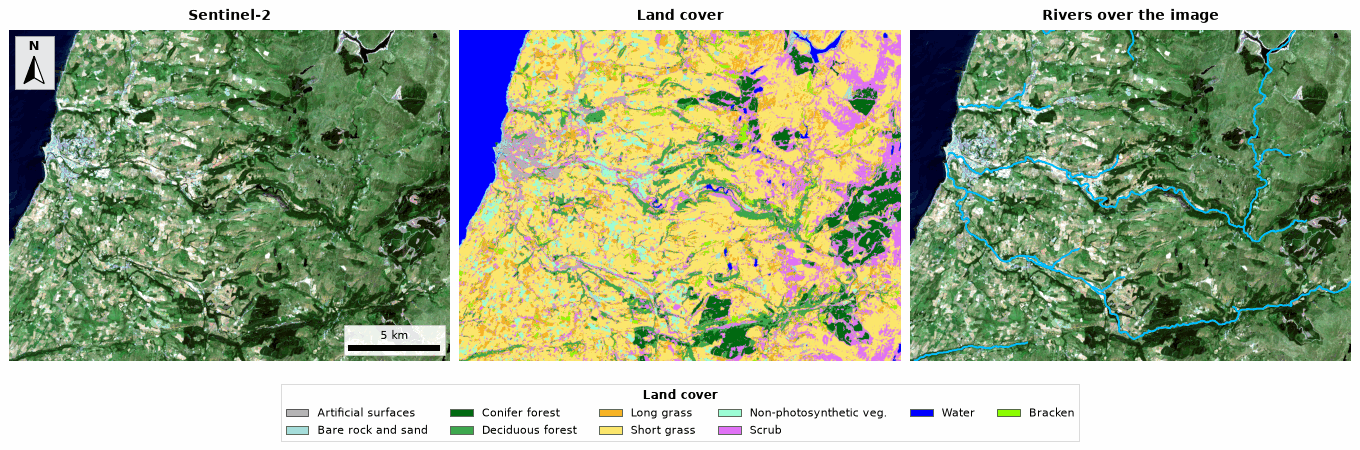 Sentinel-2
Land cover
Rivers over the image
N
5 km
Land cover
Artificial surfaces
Conifer forest
Long grass
Non-photosynthetic veg.
Water
Bracken
Bare rock and sand
Deciduous forest
Short grass
Scrub